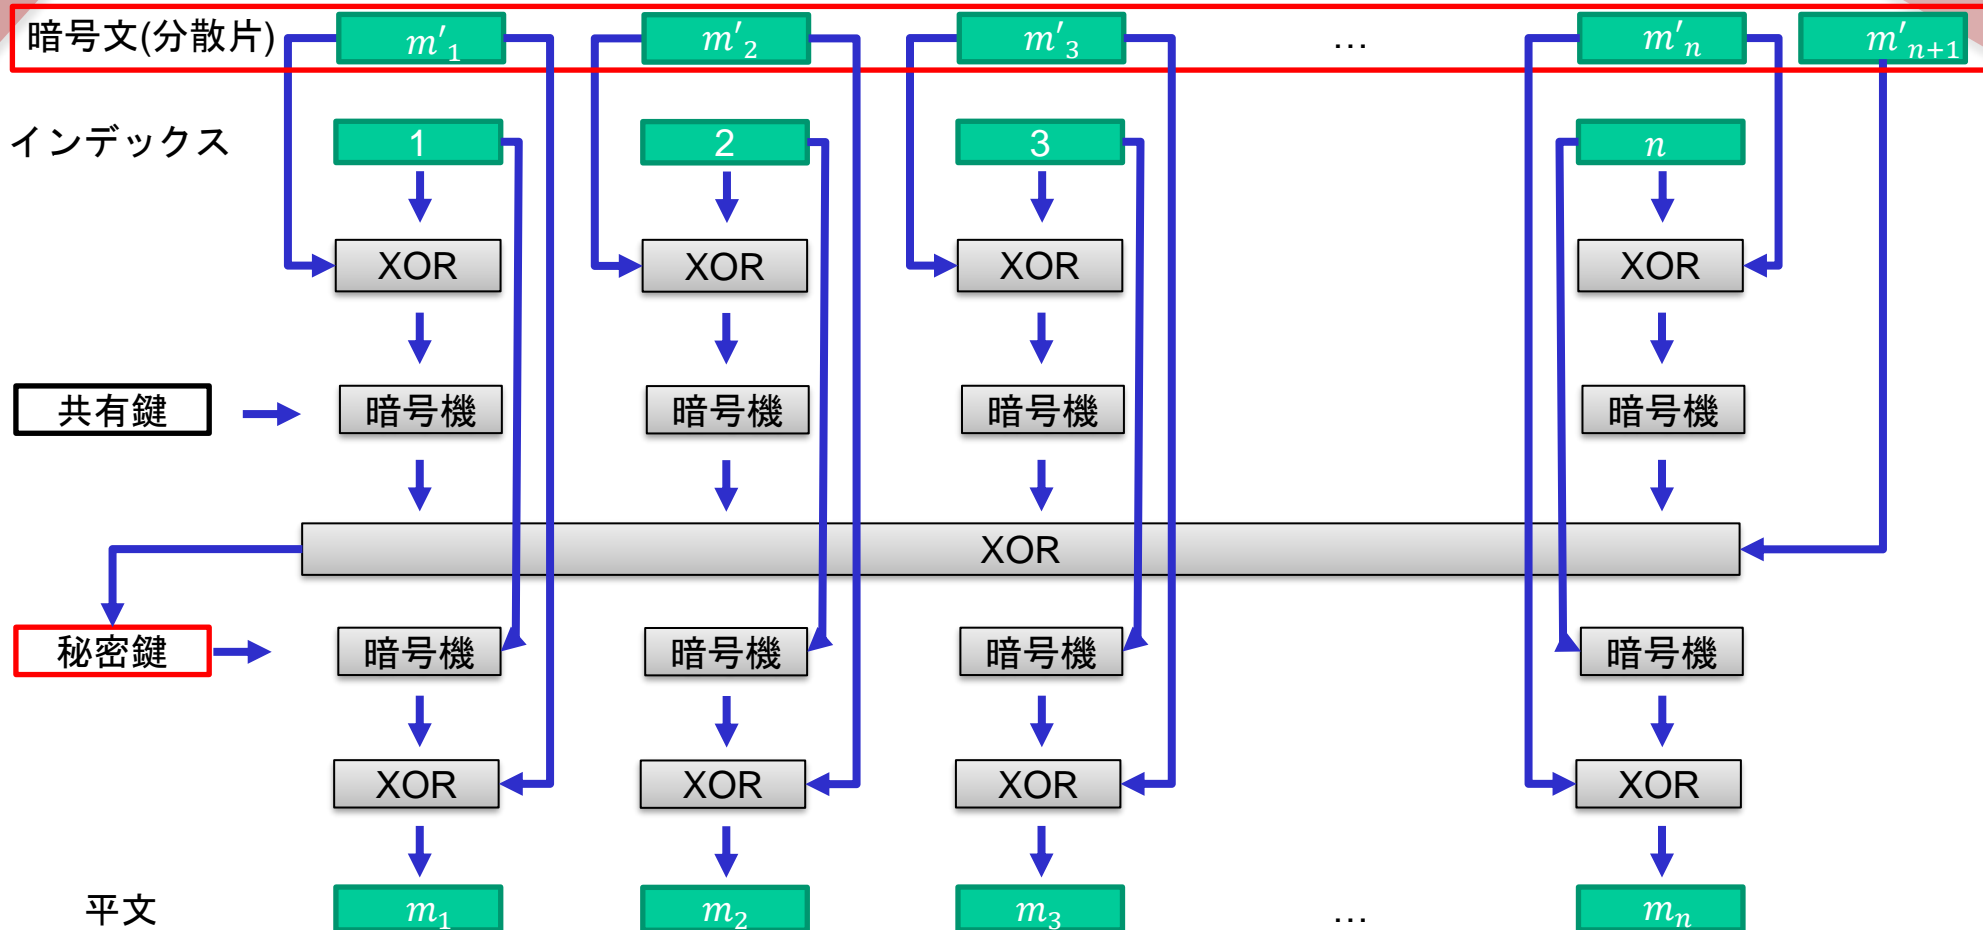 暗号文(分散片) m′1 m′2 m′3 … m′n m′n+1
インデックス 1 2 3 n
XOR XOR XOR XOR
共有鍵 暗号機 暗号機 暗号機 暗号機
XOR
秘密鍵 暗号機 暗号機 暗号機 暗号機
XOR XOR XOR XOR
平文 m1 m2 m3 … mn